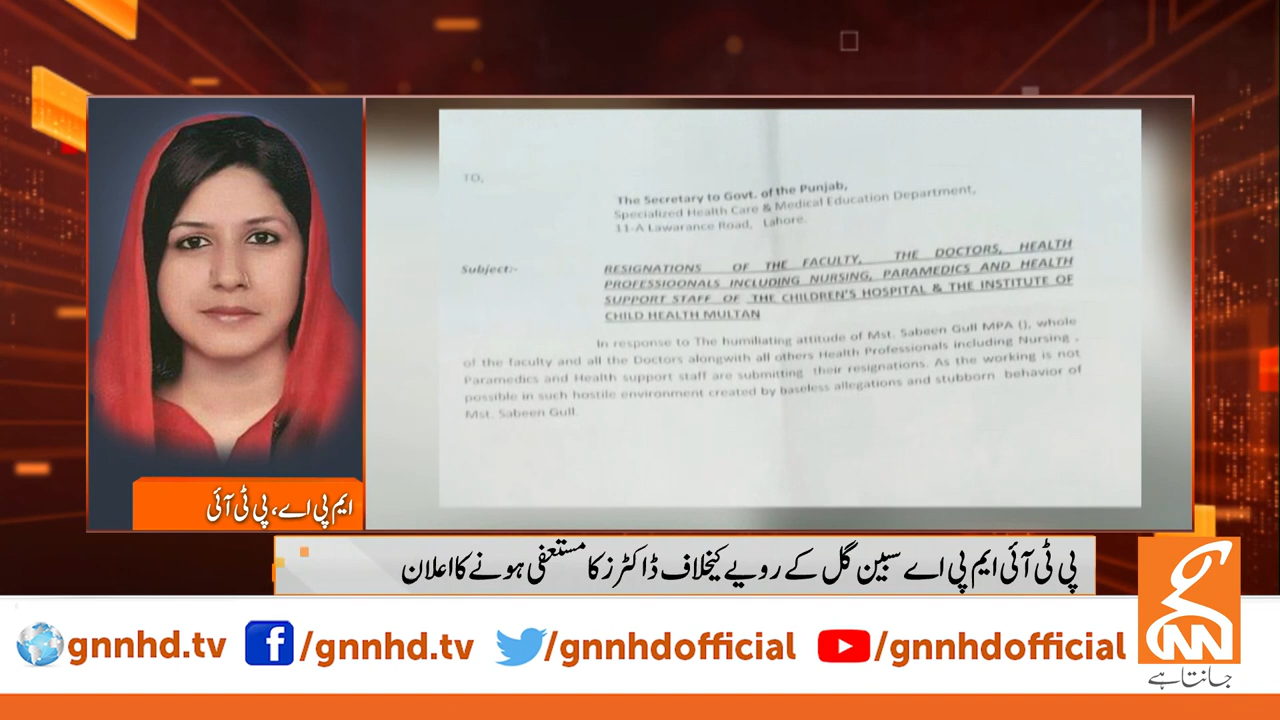 TO,
The Secretary to Govt. of the Punjab,
Specialized Health Care & Medical Education Department,
11-A Lawarance Road, Lahore.
Subject:- RESIGNATIONS OF THE FACULTY, THE DOCTORS, HEALTH
PROFESSIOONALS INCLUDING NURSING, PARAMEDICS AND HEALTH
SUPPORT STAFF OF THE CHILDREN'S HOSPITAL & THE INSTITUTE OF
CHILD HEALTH MULTAN
In response to The humiliating attitude of Mst. Sabeen Gull MPA (), whole
of the faculty and all the Doctors alongwith all others Health Professionals including Nursing ,
Paramedics and Health support staff are submitting their resignations. As the working is not
possible in such hostile environment created by baseless allegations and stubborn behavior of
Mst. Sabeen Gull.
ایم پی اے، پی ٹی آئی
پی ٹی آئی ایم پی اے سبین گل کے رویے کیخلاف ڈاکٹرز کا مستعفی ہونے کا اعلان
gnnhd.tv /gnnhd.tv /gnnhdofficial /gnnhdofficial
GNN
جانتا ہے